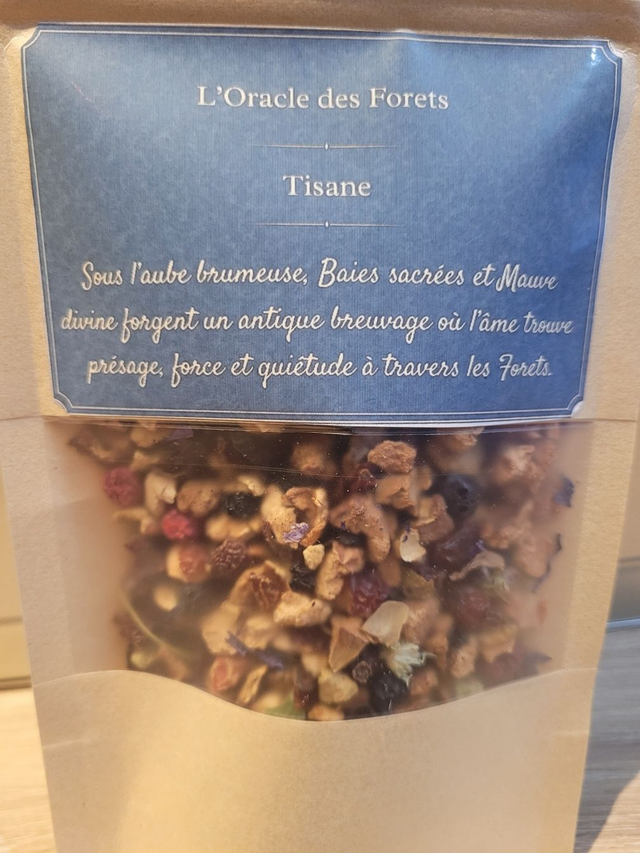 L'Oracle des Forets
Tisane
Sous l'aube brumeuse, Baies sacrées et Mauve
divine forgent un antique breuvage où l'âme trouve
présage, force et quiétude à travers les Forets.